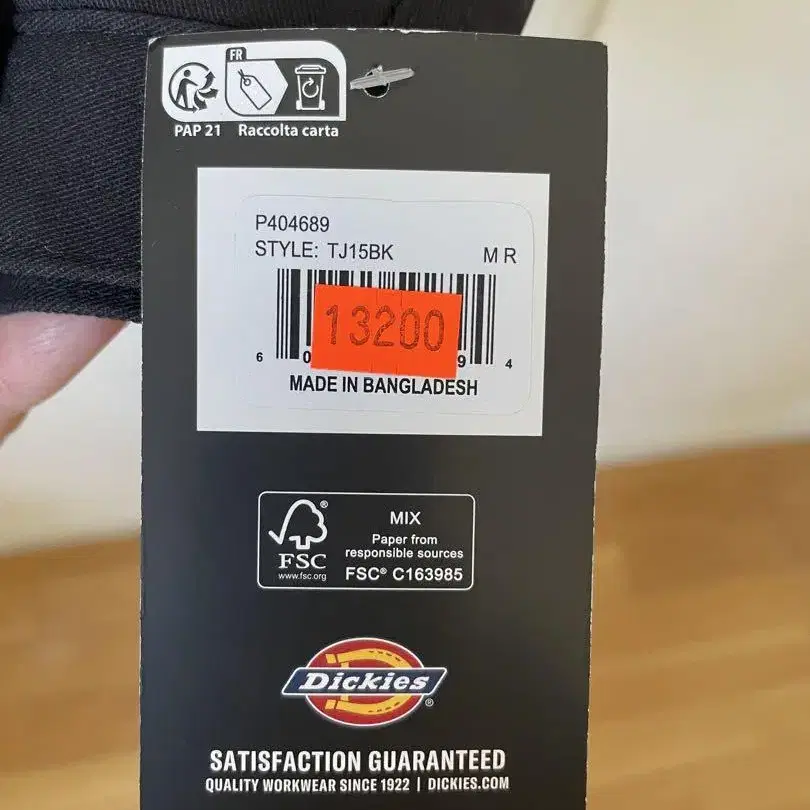 FR
PAP 21 Raccolta carta
P404689
STYLE: TJ15BK M R
13200
6 0 9 4
MADE IN BANGLADESH
FSC®
www.fsc.org
MIX
Paper from
responsible sources
FSC® C163985
Dickies®
SATISFACTION GUARANTEED
QUALITY WORKWEAR SINCE 1922 | DICKIES.COM